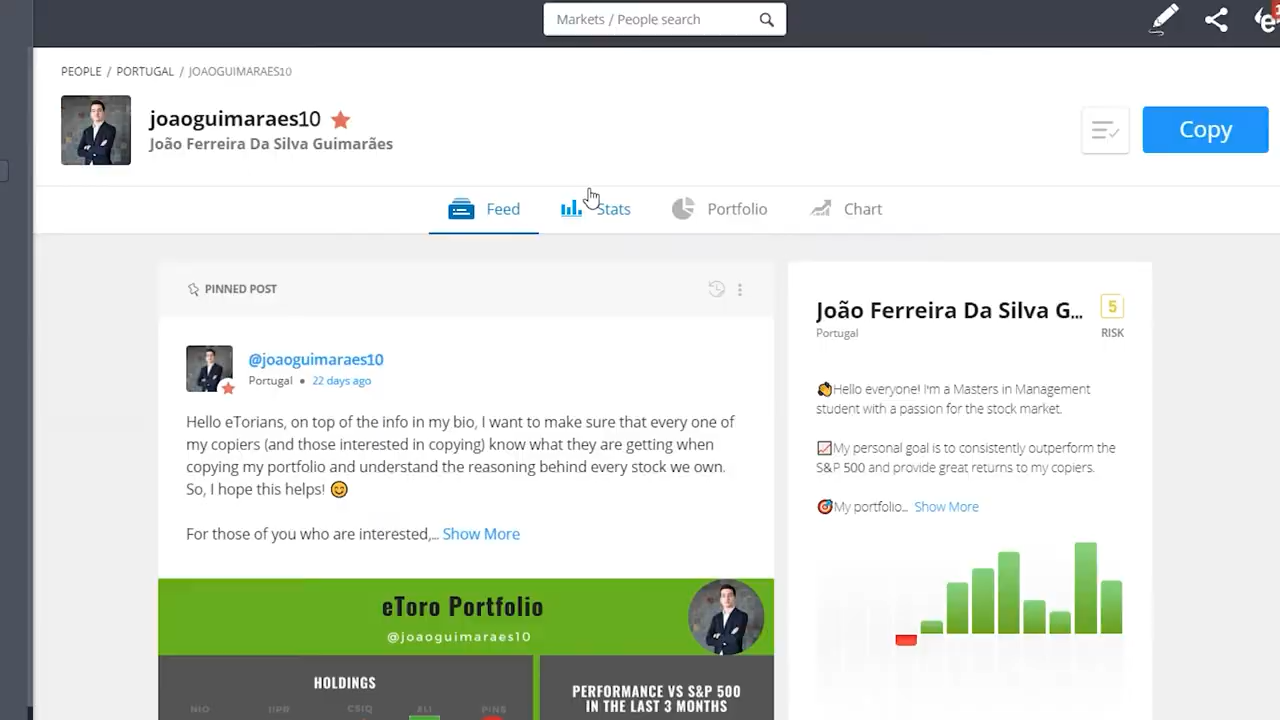 Markets / People search
PEOPLE / PORTUGAL / JOAOGUIMARAES10
joaoguimaraes10
João Ferreira Da Silva Guimarães
Copy
Feed
Stats
Portfolio
Chart
PINNED POST
@joaoguimaraes10
Portugal • 22 days ago
Hello eTorians, on top of the info in my bio, I want to make sure that every one of
my copiers (and those interested in copying) know what they are getting when
copying my portfolio and understand the reasoning behind every stock we own.
So, I hope this helps! 😊
For those of you who are interested,... Show More
eToro Portfolio
@joaoguimaraes10
HOLDINGS
NIO IIPR CSIQ ALI PINS
PERFORMANCE VS S&P 500
IN THE LAST 3 MONTHS
João Ferreira Da Silva G...
5
Portugal
RISK
👋Hello everyone! I'm a Masters in Management
student with a passion for the stock market.
📈My personal goal is to consistently outperform the
S&P 500 and provide great returns to my copiers.
🎯My portfolio... Show More